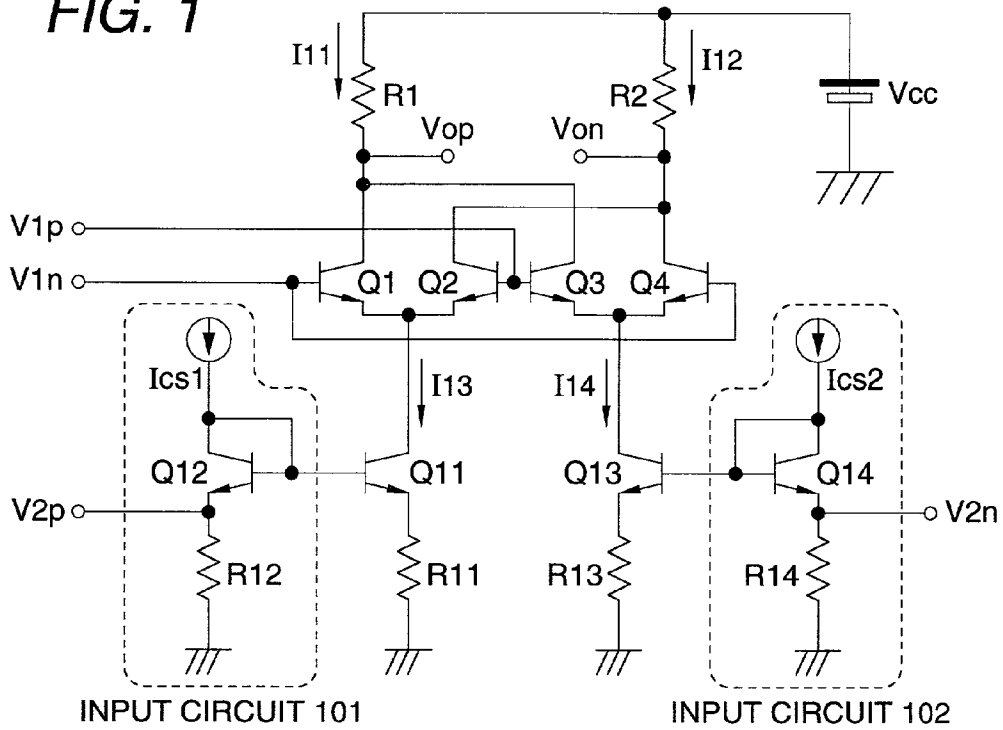 FIG. 1
I11
R1
R2
I12
Vcc
Vop
Von
V1p
V1n
Q1
Q2
Q3
Q4
Ics1
I13
I14
Ics2
Q12
Q11
Q13
Q14
V2p
V2n
R12
R11
R13
R14
INPUT CIRCUIT 101
INPUT CIRCUIT 102